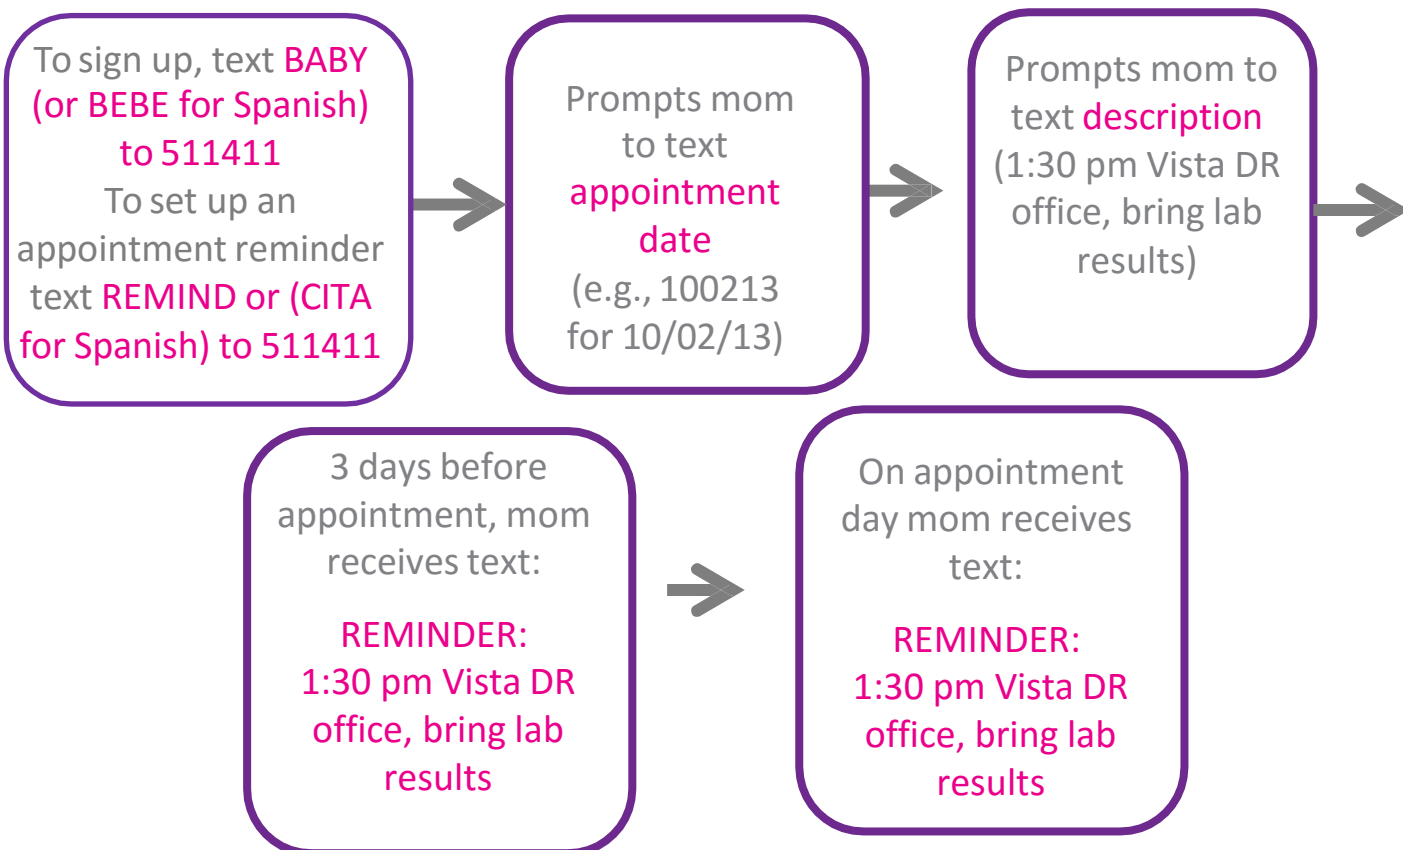 To sign up, text BABY
(or BEBE for Spanish)
to 511411
To set up an
appointment reminder
text REMIND or (CITA
for Spanish) to 511411
Prompts mom
to text
appointment
date
(e.g., 100213
for 10/02/13)
Prompts mom to
text description
(1:30 pm Vista DR
office, bring lab
results)
3 days before
appointment, mom
receives text:
REMINDER:
1:30 pm Vista DR
office, bring lab
results
On appointment
day mom receives
text:
REMINDER:
1:30 pm Vista DR
office, bring lab
results